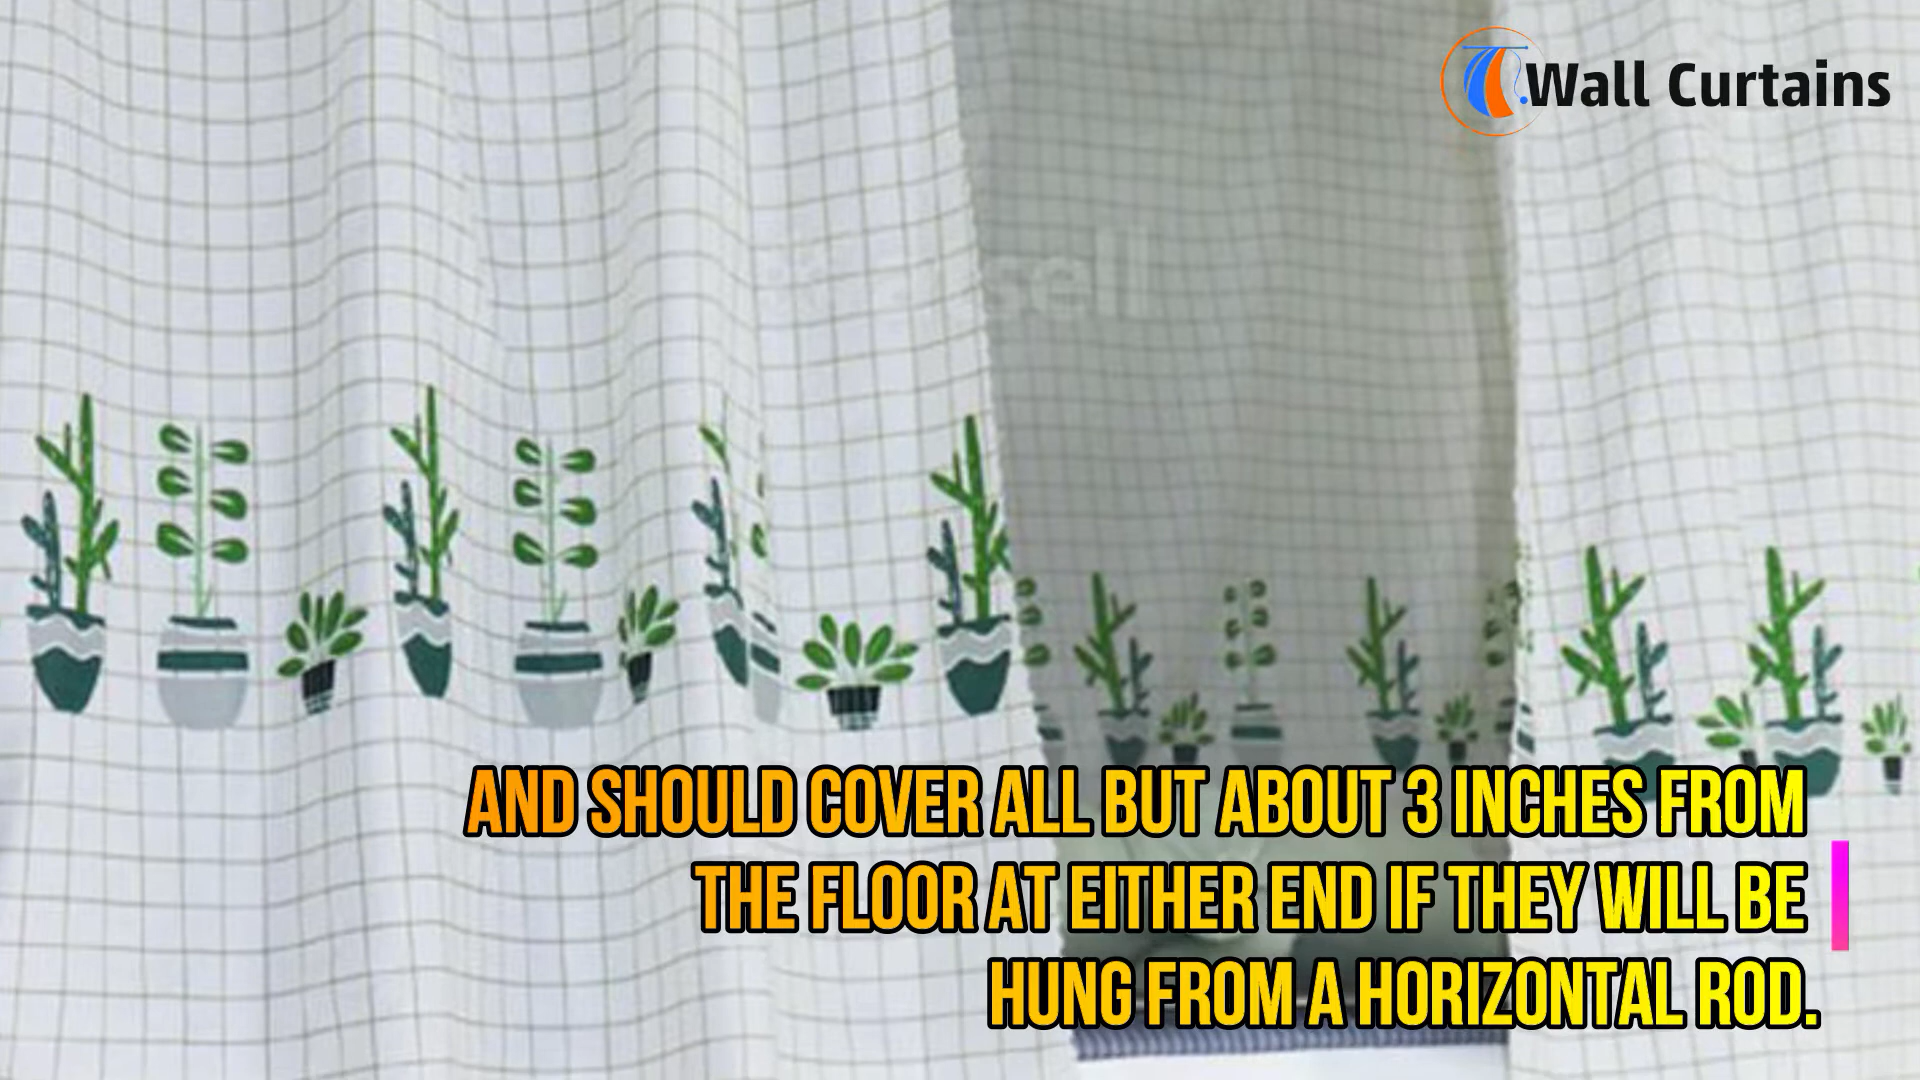 Wall Curtains
sell
AND SHOULD COVER ALL BUT ABOUT 3 INCHES FROM
THE FLOOR AT EITHER END IF THEY WILL BE
HUNG FROM A HORIZONTAL ROD.